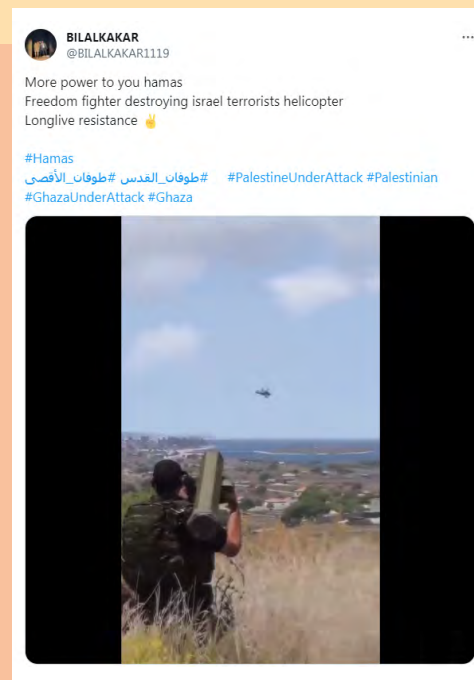 BILALKAKAR
@BILALKAKAR1119
More power to you hamas
Freedom fighter destroying israel terrorists helicopter
Longlive resistance ✌
#Hamas
#طوفان_القدس #طوفان_الأقصى #PalestineUnderAttack #Palestinian
#GhazaUnderAttack #Ghaza